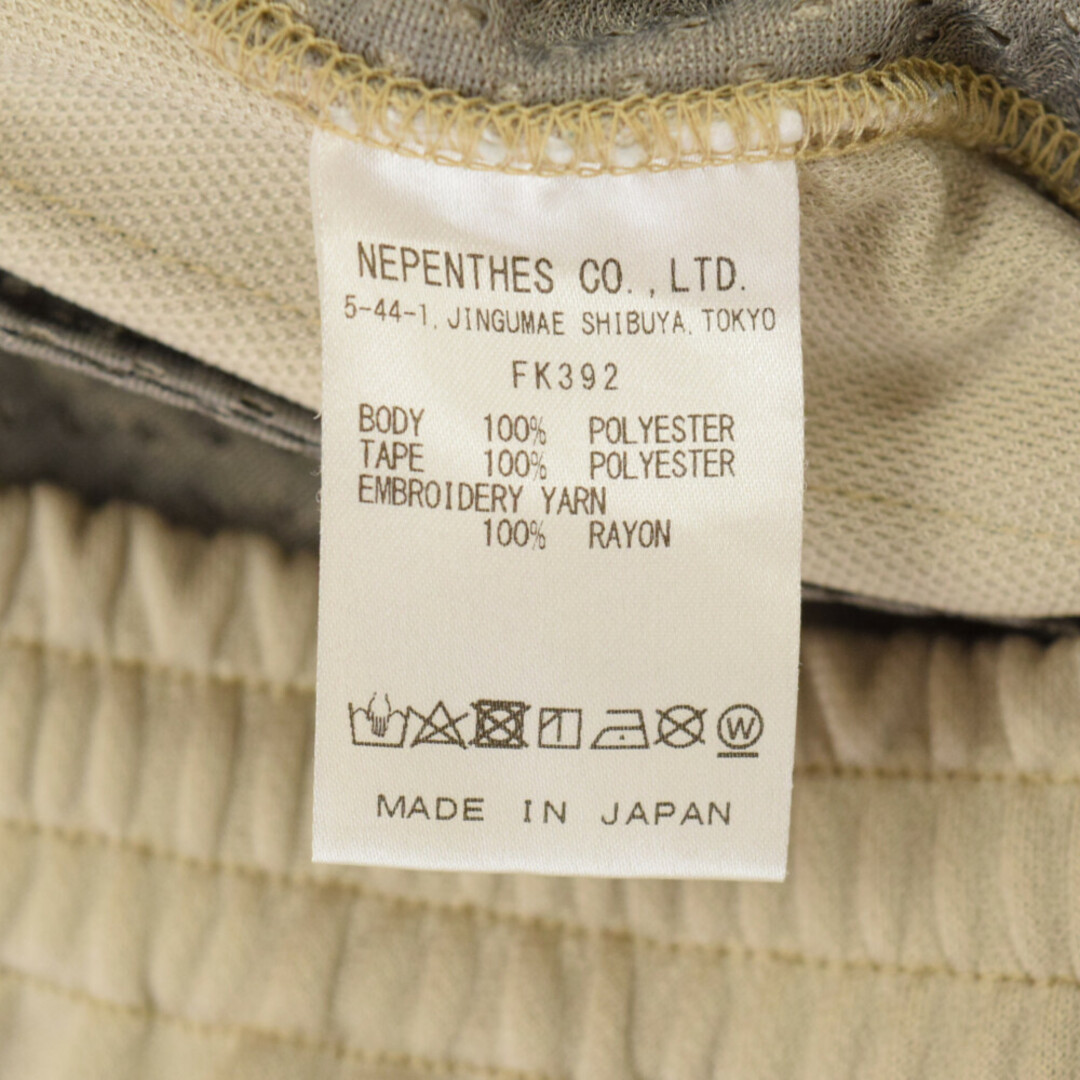 NEPENTHES CO.,LTD.
5-44-1, JINGUMAE SHIBUYA, TOKYO
FK392
BODY 100% POLYESTER
TAPE 100% POLYESTER
EMBROIDERY YARN
100% RAYON
W
MADE IN JAPAN